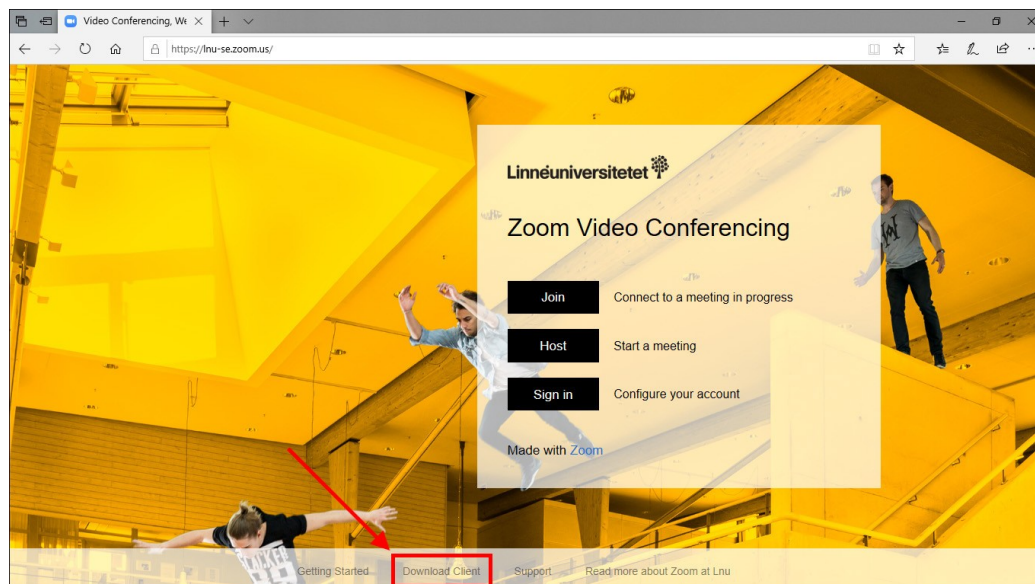 Video Conferencing, We
https://lnu-se.zoom.us/
Linnéuniversitetet
Zoom Video Conferencing
Join Connect to a meeting in progress
Host Start a meeting
Sign in Configure your account
Made with Zoom
Getting Started Download Client Support Read more about Zoom at Lnu